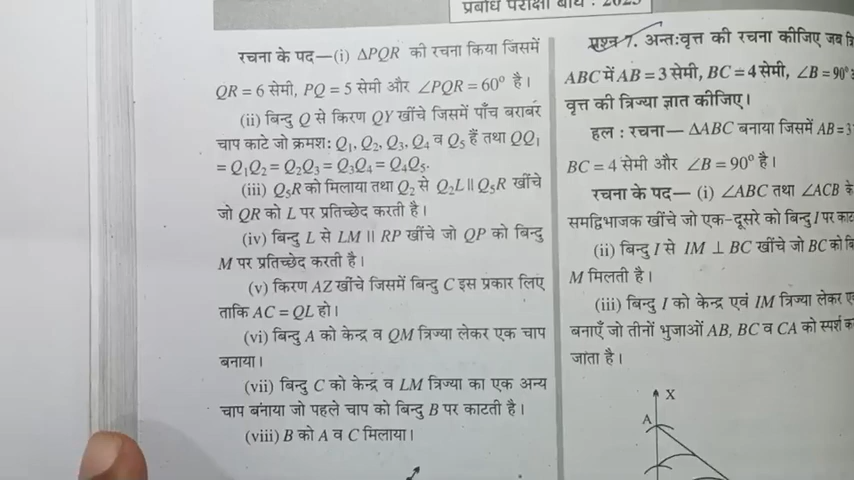 प्रबोध परीक्षा बोध : 2023
रचना के पद—(i) ΔPQR की रचना किया जिसमें
QR = 6 सेमी, PQ = 5 सेमी और ∠PQR = 60° है।
(ii) बिन्दु Q से किरण QY खींचे जिसमें पाँच बराबर
चाप काटे जो क्रमश: Q₁, Q₂, Q₃, Q₄ व Q₅ हैं तथा QQ₁
= Q₁Q₂ = Q₂Q₃ = Q₃Q₄ = Q₄Q₅.
(iii) Q₅R को मिलाया तथा Q₂ से Q₂L || Q₅R खींचे
जो QR को L पर प्रतिच्छेद करती है।
(iv) बिन्दु L से LM || RP खींचे जो QP को बिन्दु
M पर प्रतिच्छेद करती है।
(v) किरण AZ खींचे जिसमें बिन्दु C इस प्रकार लिए
ताकि AC = QL हो।
(vi) बिन्दु A को केन्द्र व QM त्रिज्या लेकर एक चाप
बनाया।
(vii) बिन्दु C को केन्द्र व LM त्रिज्या का एक अन्य
चाप बनाया जो पहले चाप को बिन्दु B पर काटती है।
(viii) B को A व C मिलाया।
प्रश्न 7. अन्त:वृत्त की रचना कीजिए जब
ABC में AB = 3 सेमी, BC = 4 सेमी, ∠B = 90°
वृत्त की त्रिज्या ज्ञात कीजिए।
हल : रचना— ΔABC बनाया जिसमें AB = 3
BC = 4 सेमी और ∠B = 90° है।
रचना के पद— (i) ∠ABC तथा ∠ACB के
समद्विभाजक खींचे जो एक-दूसरे को बिन्दु I पर काट
(ii) बिन्दु I से IM ⊥ BC खींचे जो BC को
M मिलती है।
(iii) बिन्दु I को केन्द्र एवं IM त्रिज्या लेकर
बनाएँ जो तीनों भुजाओं AB, BC व CA को स्पर्श
जाता है।
X
A